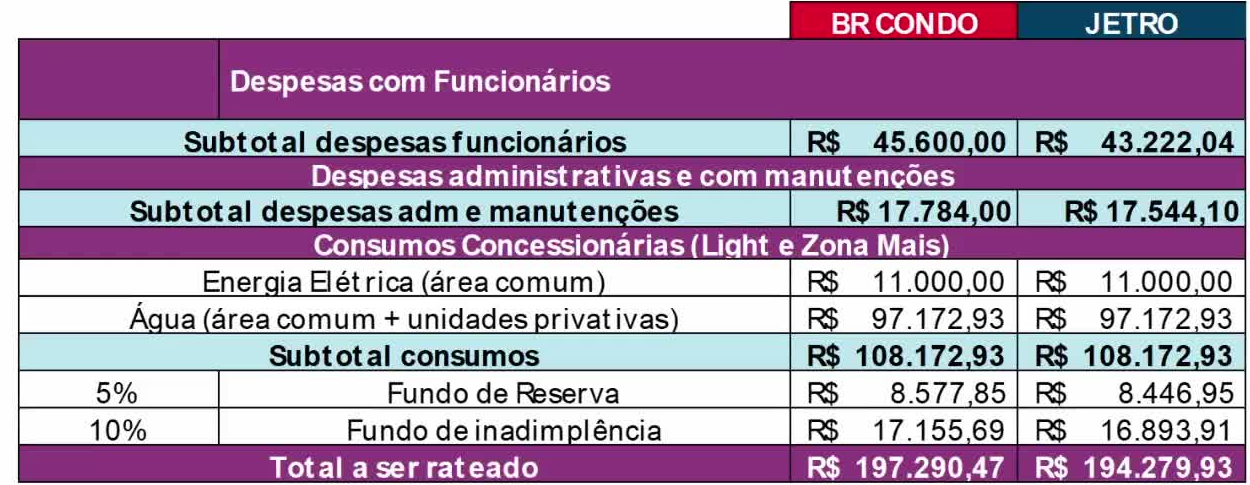 BR CONDO JETRO
Despesas com Funcionários
Subtotal despesas funcionários R$ 45.600,00 R$ 43.222,04
Despesas administrativas e com manutenções
Subtotal despesas adm e manutenções R$ 17.784,00 R$ 17.544,10
Consumos Concessionárias (Light e Zona Mais)
Energia Elétrica (área comum) R$ 11.000,00 R$ 11.000,00
Água (área comum + unidades privativas) R$ 97.172,93 R$ 97.172,93
Subtotal consumos R$ 108.172,93 R$ 108.172,93
5% Fundo de Reserva R$ 8.577,85 R$ 8.446,95
10% Fundo de inadimplência R$ 17.155,69 R$ 16.893,91
Total a ser rateado R$ 197.290,47 R$ 194.279,93